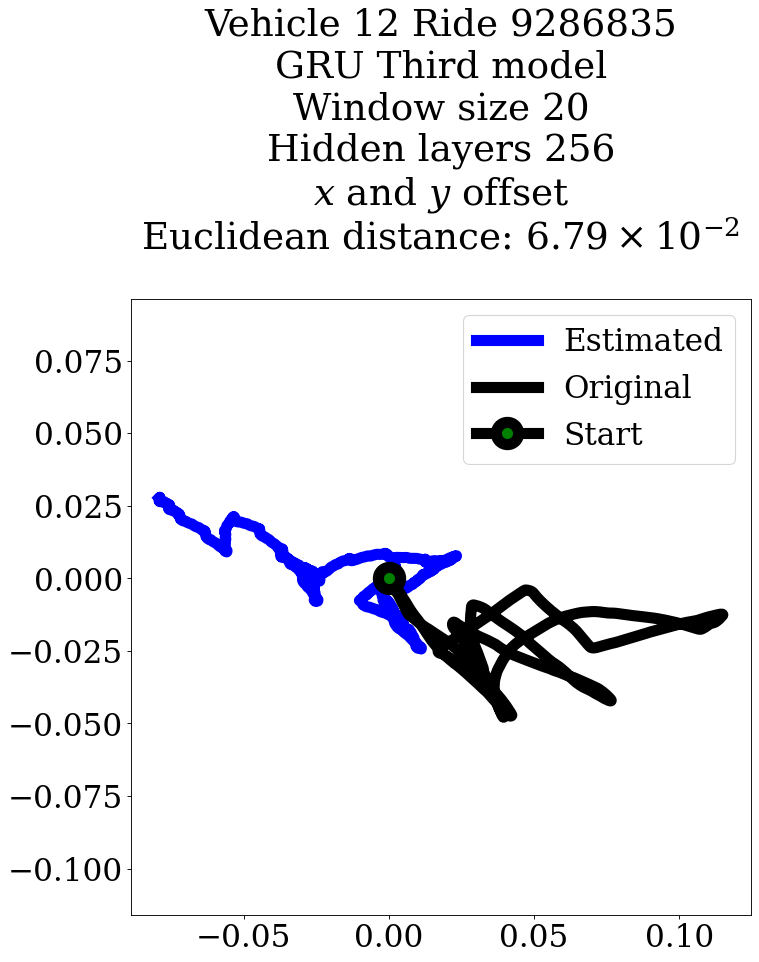 Vehicle 12 Ride 9286835
GRU Third model
Window size 20
Hidden layers 256
x and y offset
Euclidean distance: 6.79 × 10⁻²
Estimated
Original
Start
0.075
0.050
0.025
0.000
−0.025
−0.050
−0.075
−0.100
−0.05 0.00 0.05 0.10